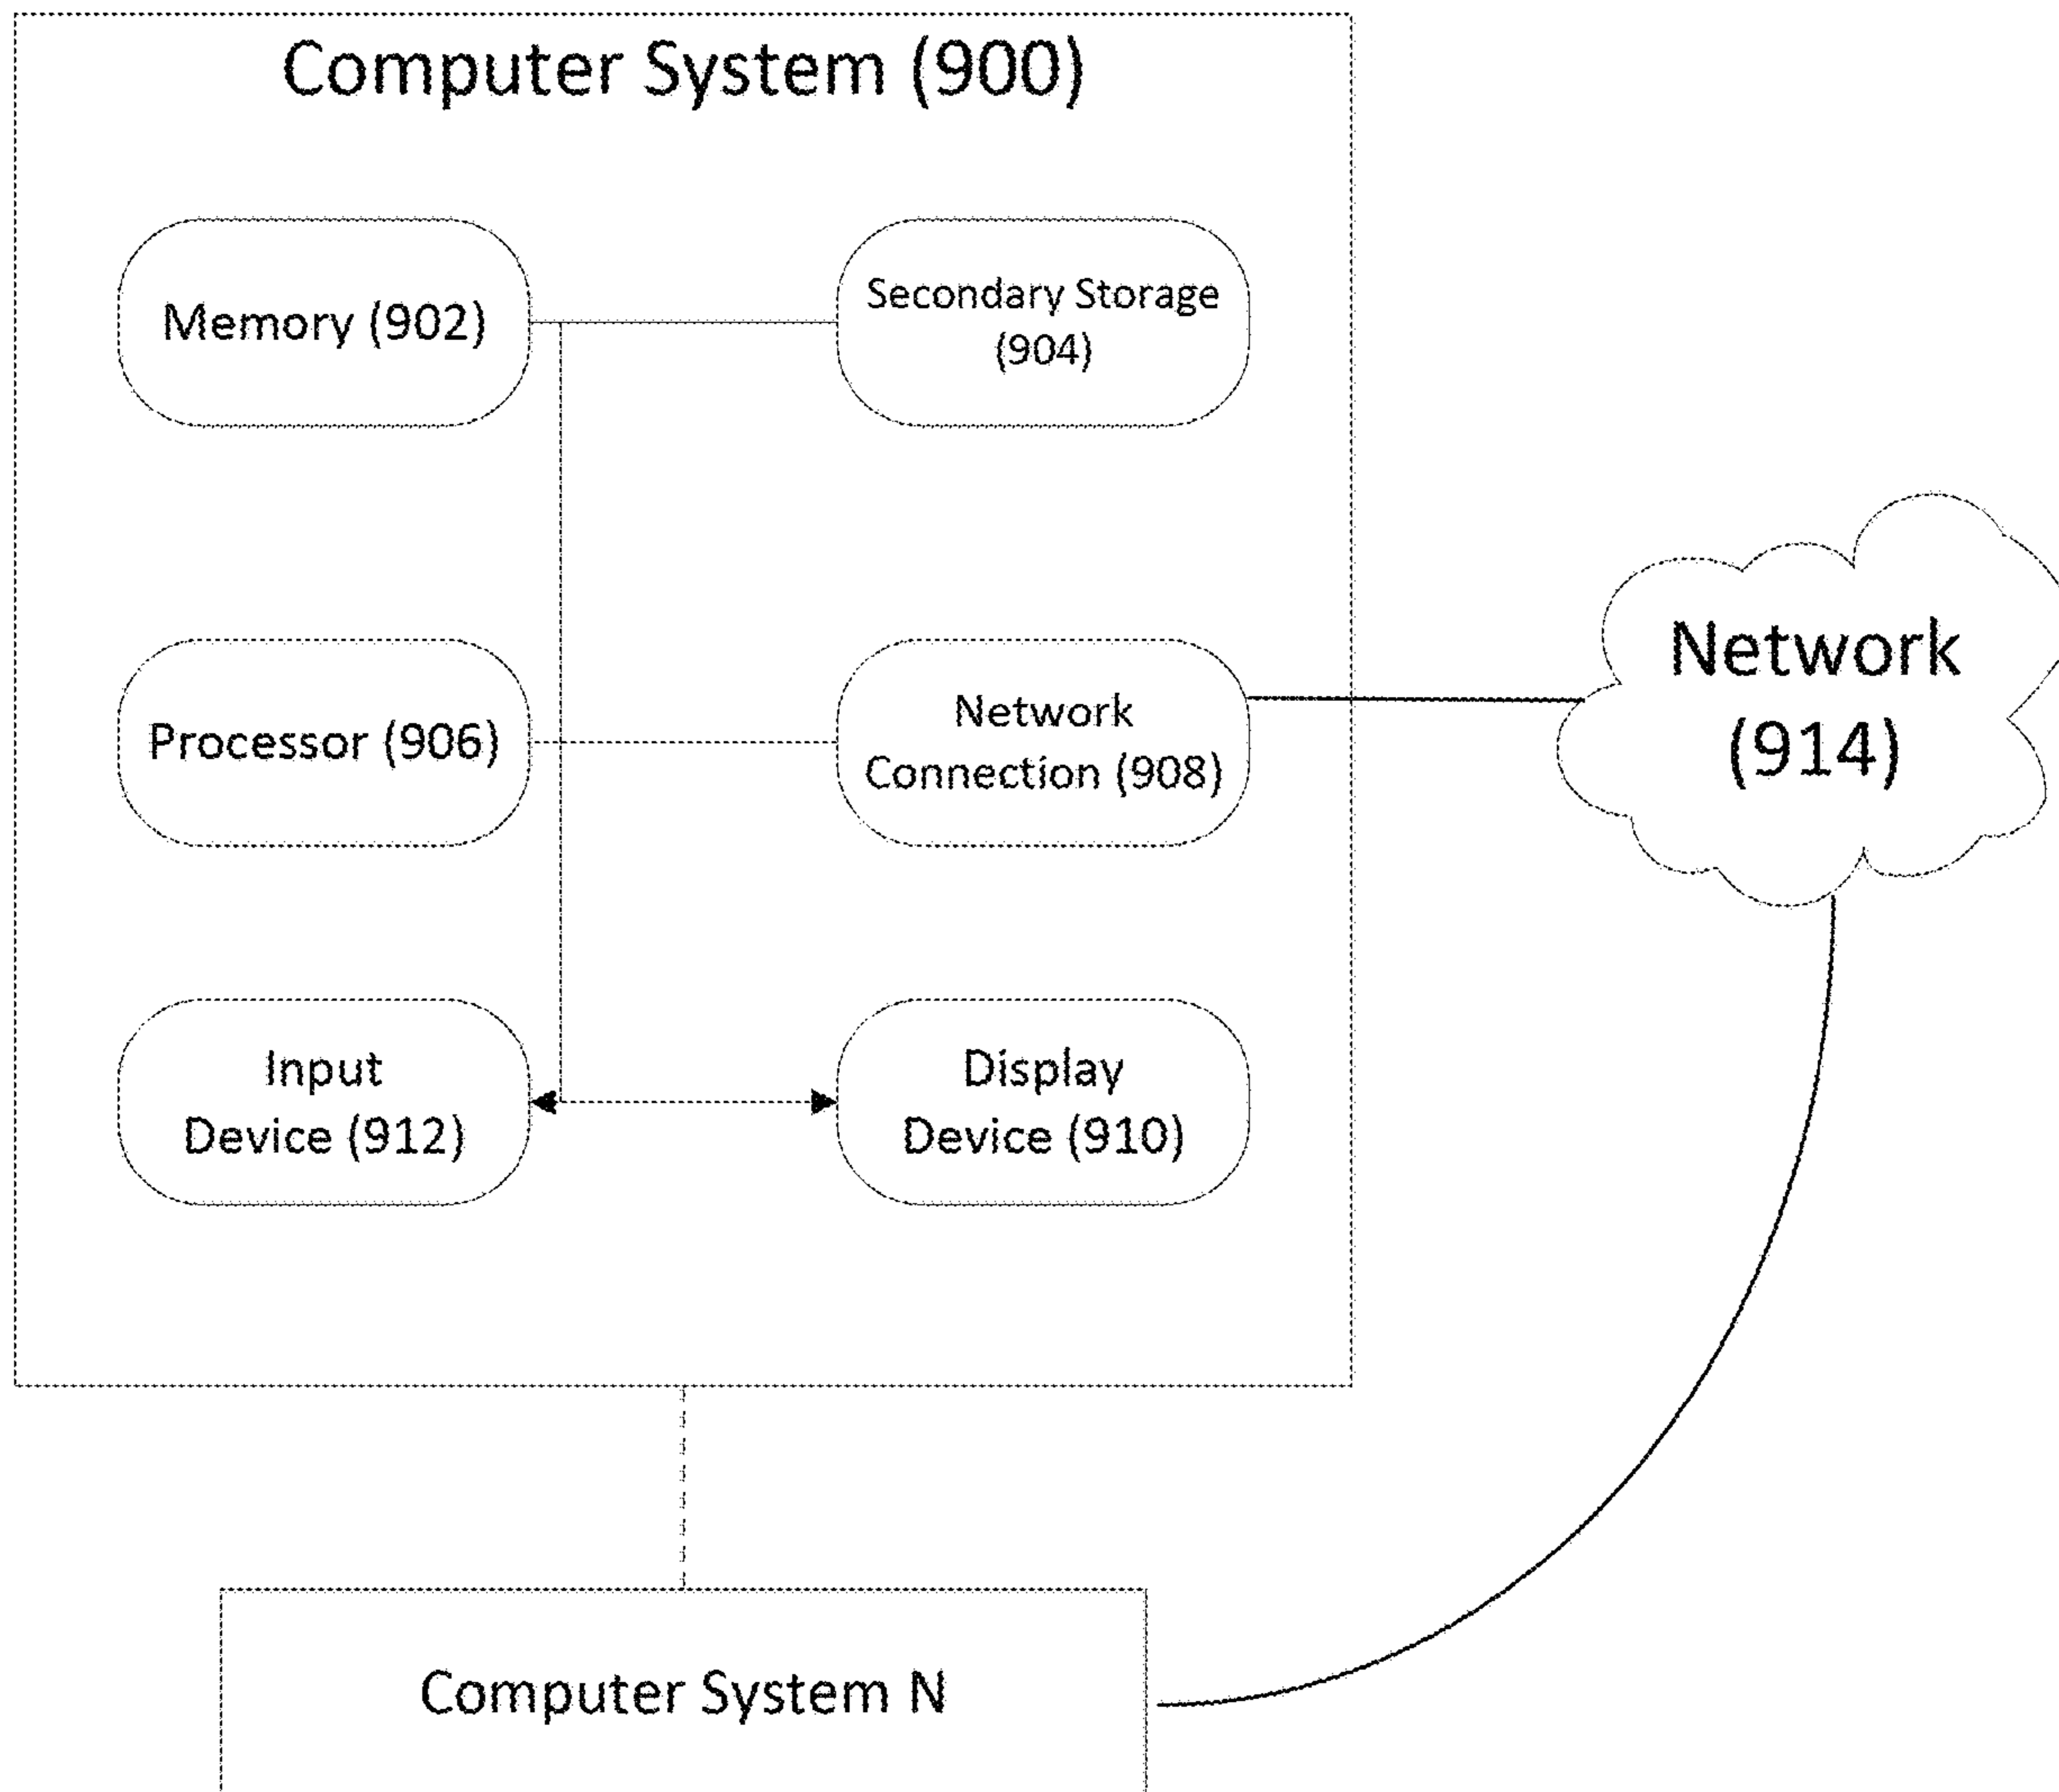 Computer System (900)
Memory (902)
Secondary Storage
(904)
Processor (906)
Network
Connection (908)
Network
(914)
Input
Device (912)
Display
Device (910)
Computer System N